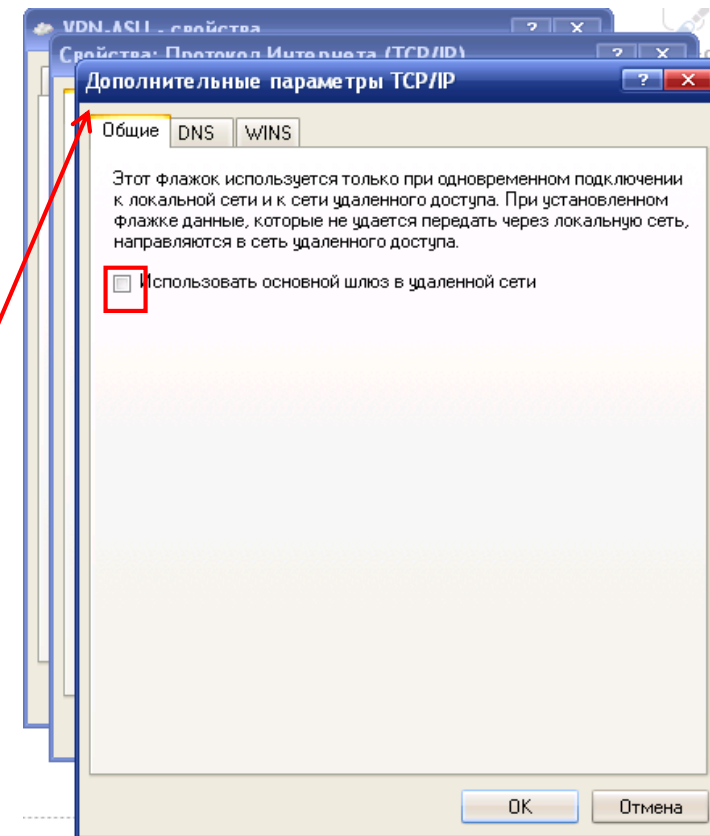 VPN-ASU - свойства
Свойства: Протокол Интернета (TCP/IP)
Дополнительные параметры TCP/IP
Общие DNS WINS
Этот флажок используется только при одновременном подключении
к локальной сети и к сети удаленного доступа. При установленном
флажке данные, которые не удается передать через локальную сеть,
направляются в сеть удаленного доступа.
Использовать основной шлюз в удаленной сети
OK Отмена